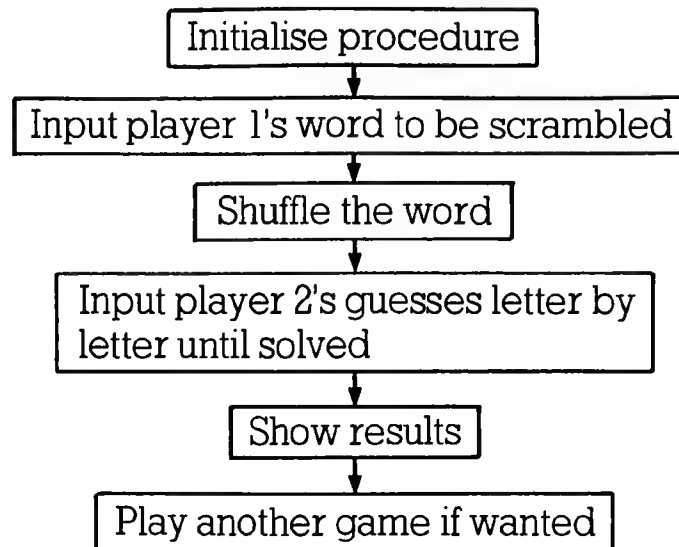 Initialise procedure
Input player 1's word to be scrambled
Shuffle the word
Input player 2's guesses letter by
letter until solved
Show results
Play another game if wanted